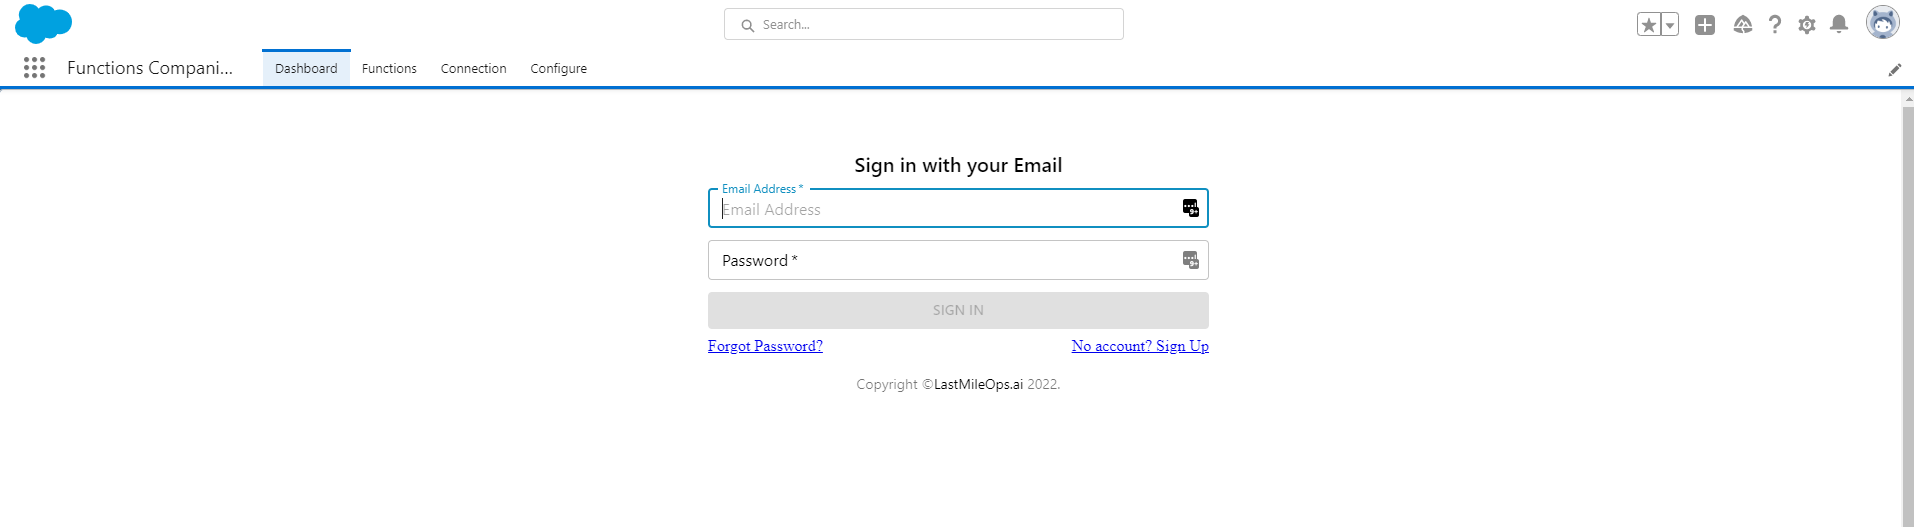 Search...
Functions Compani...
Dashboard
Functions
Connection
Configure
Sign in with your Email
Email Address *
Email Address
Password *
SIGN IN
Forgot Password?
No account? Sign Up
Copyright ©LastMileOps.ai 2022.